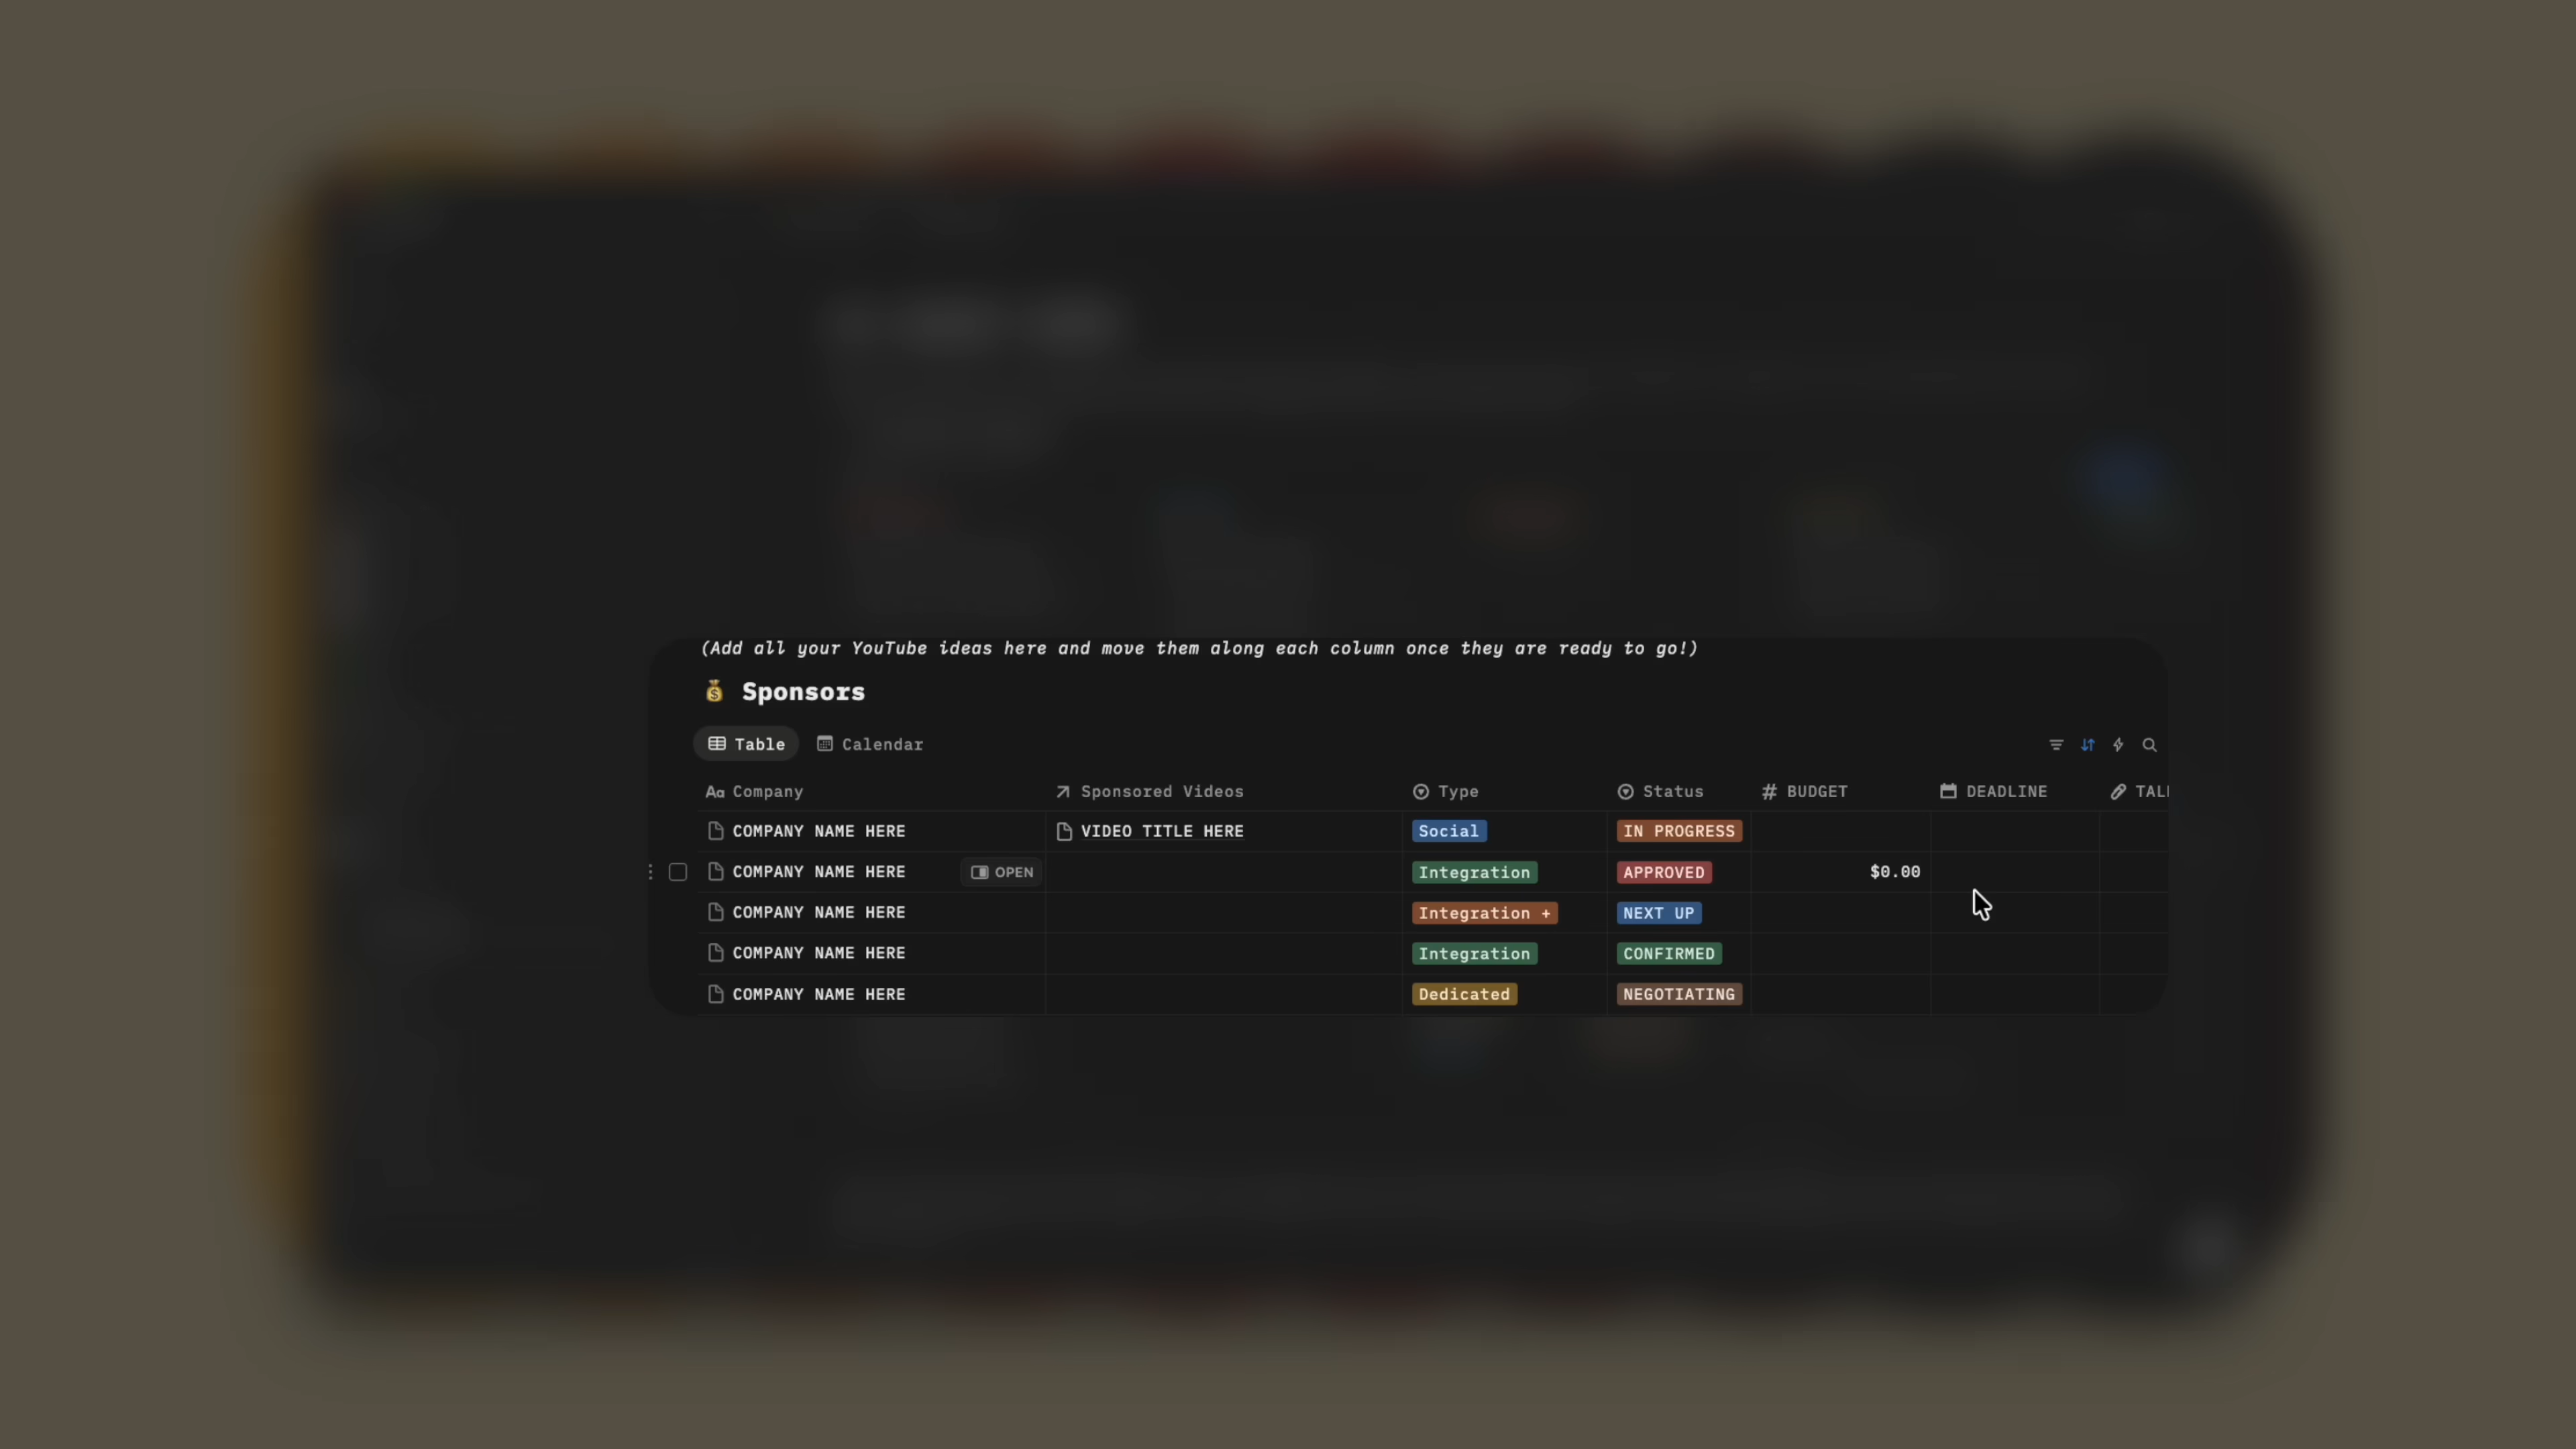 (Add all your YouTube ideas here and move them along each column once they are ready to go!)
💰 Sponsors
Table Calendar
Company Sponsored Videos Type Status BUDGET DEADLINE
COMPANY NAME HERE VIDEO TITLE HERE Social IN PROGRESS
COMPANY NAME HERE OPEN Integration APPROVED $0.00
COMPANY NAME HERE Integration + NEXT UP
COMPANY NAME HERE Integration CONFIRMED
COMPANY NAME HERE Dedicated NEGOTIATING